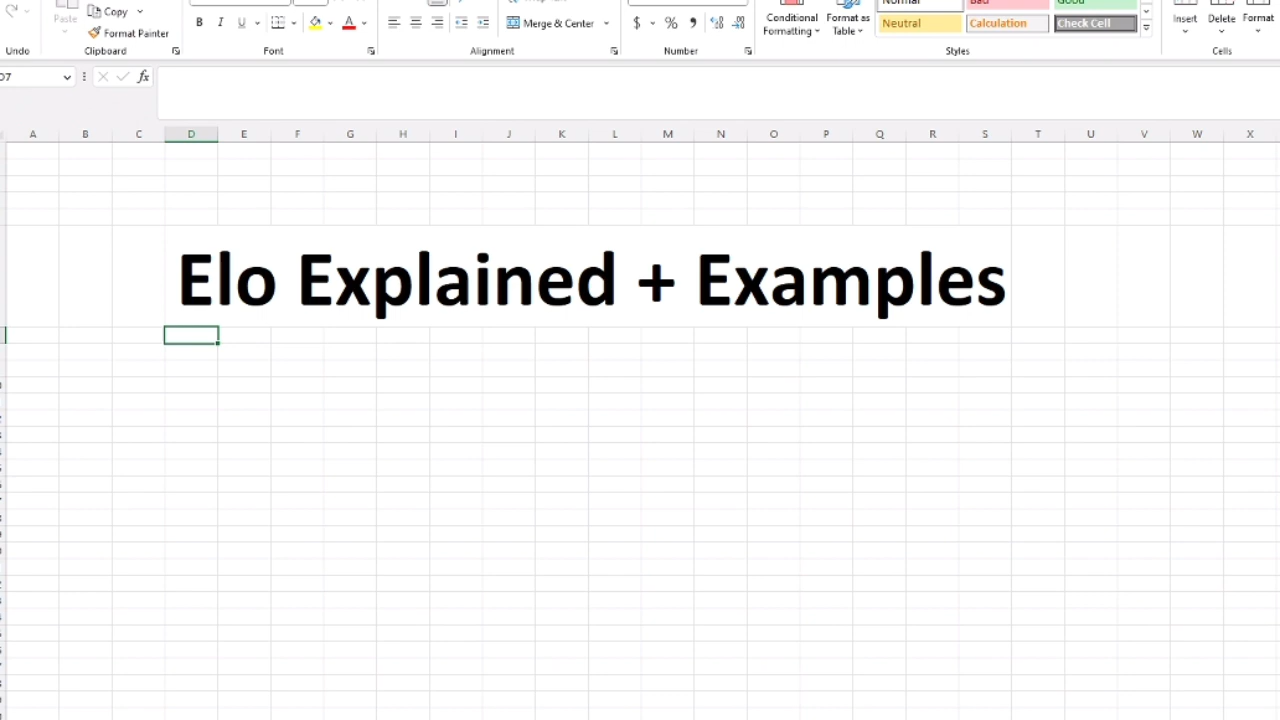 Paste
Copy
Format Painter
B I U
A
Merge & Center
$ % ,
Conditional
Formatting
Format as
Table
Normal
Bad
Good
Neutral
Calculation
Check Cell
Insert
Delete
Format
Undo
Clipboard
Font
Alignment
Number
Styles
Cells
fx
A B C D E F G H I J K L M N O P Q R S T U V W X
Elo Explained + Examples